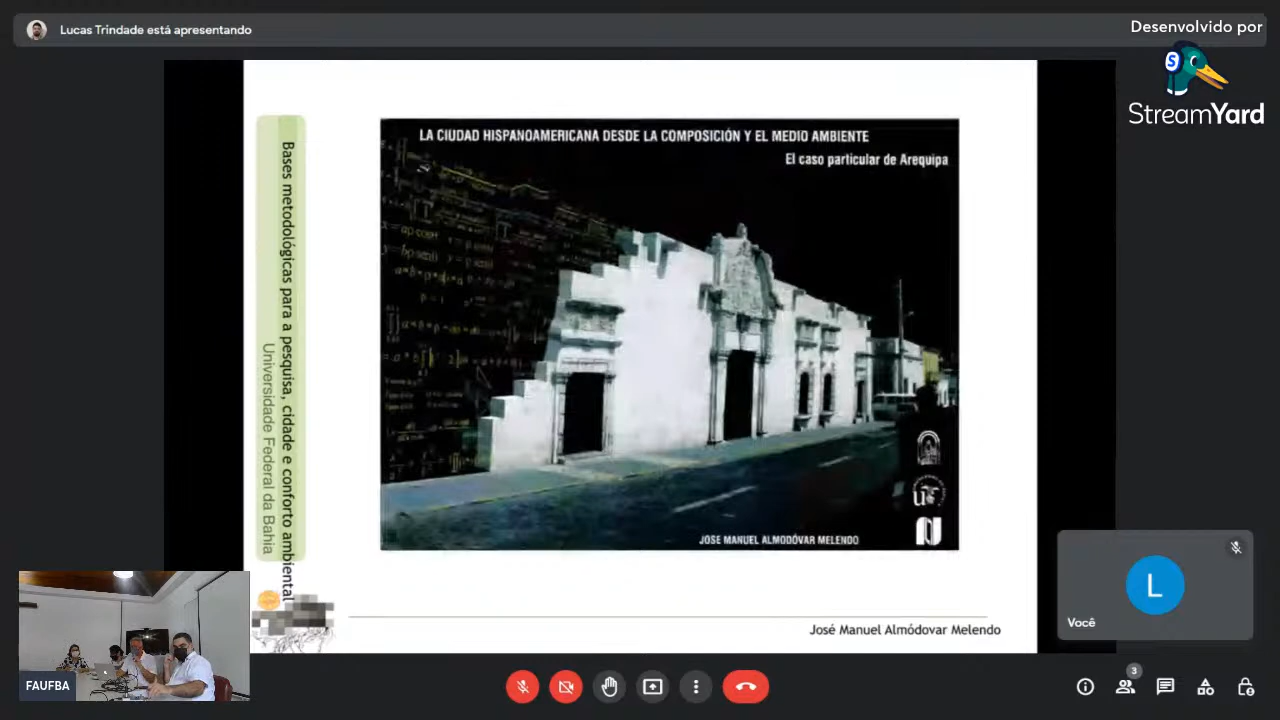 Lucas Trindade está apresentando
Desenvolvido por
StreamYard
Bases metodológicas para a pesquisa, cidade e conforto ambiental
Universidade Federal da Bahia
LA CIUDAD HISPANOAMERICANA DESDE LA COMPOSICIÓN Y EL MEDIO AMBIENTE
El caso particular de Arequipa
JOSE MANUEL ALMODÓVAR MELENDO
José Manuel Almódovar Melendo
L
Você
FAUFBA
3